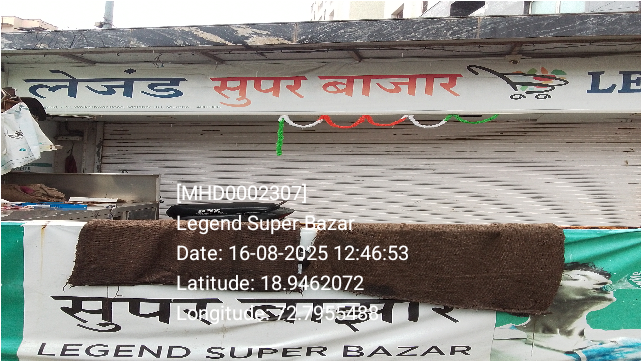 लेजंड सुपर बाजार LE
[MHD0002307]
Legend Super Bazar
Date: 16-08-2025 12:46:53
Latitude: 18.9462072
Longitude: 72.7955488
सुपर बाझार
LEGEND SUPER BAZAR